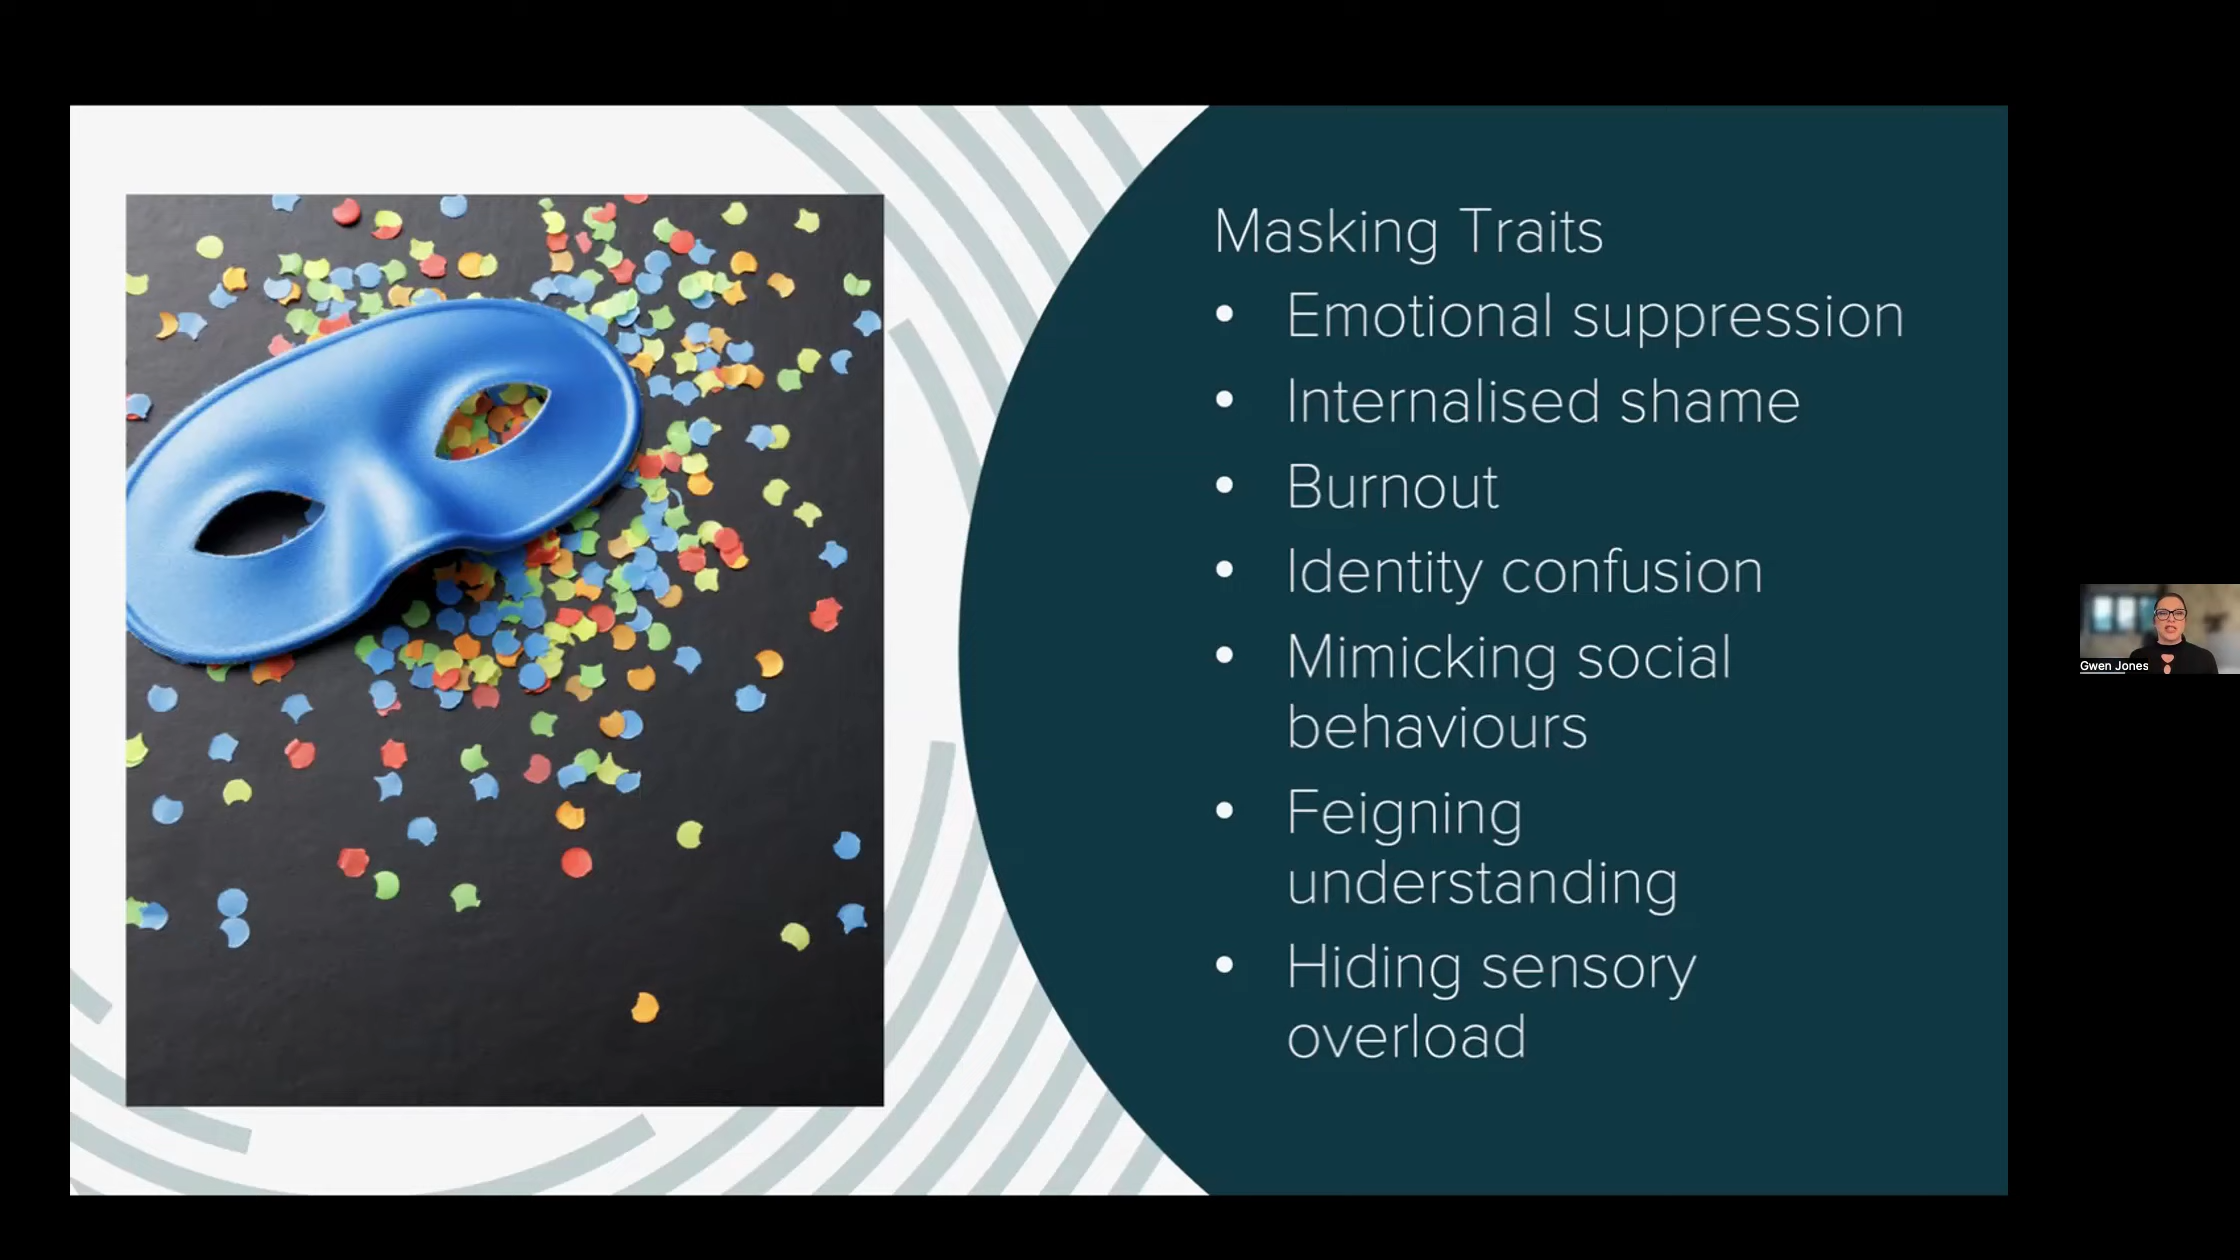 Masking Traits
• Emotional suppression
• Internalised shame
• Burnout
• Identity confusion
• Mimicking social
behaviours
• Feigning
understanding
• Hiding sensory
overload
Gwen Jones